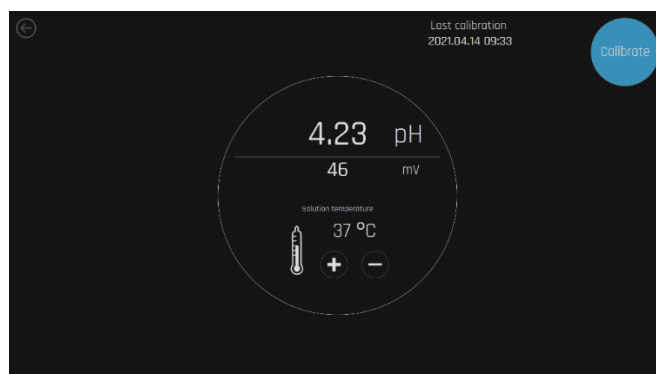 Last calibration
2021.04.14 09:33
Calibrate
4.23 pH
46 mV
Solution temperature
37 °C